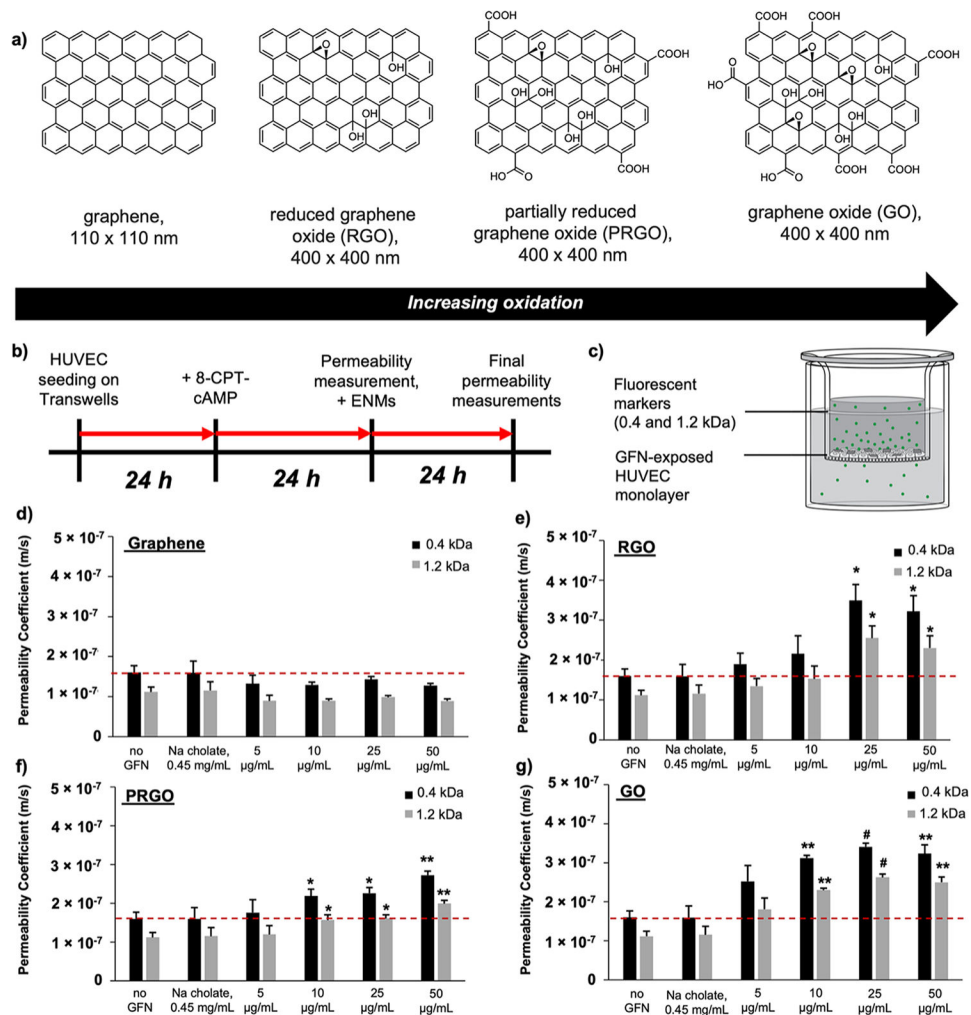 a)
COOH
COOH
COOH
O
OH
O
OH
COOH
O
O
OH
COOH
O
HO
OH
OH
O
OH
OH
OH
OH
OH
OH
O
OH
OH
HO
O
COOH
HO
O
COOH
COOH
graphene,
110 x 110 nm
reduced graphene
oxide (RGO),
400 x 400 nm
partially reduced
graphene oxide (PRGO),
400 x 400 nm
graphene oxide (GO),
400 x 400 nm
Increasing oxidation
b)
HUVEC
seeding on
Transwells
+ 8-CPT-
cAMP
Permeability
measurement,
+ ENMs
Final
permeability
measurements
24 h
24 h
24 h
c)
Fluorescent
markers
(0.4 and 1.2 kDa)
GFN-exposed
HUVEC
monolayer
d)
Graphene
0.4 kDa
1.2 kDa
Permeability Coefficient (m/s)
5 × 10⁻⁷
4 × 10⁻⁷
3 × 10⁻⁷
2 × 10⁻⁷
1 × 10⁻⁷
0
no
GFN
Na cholate,
0.45 mg/mL
5
µg/mL
10
µg/mL
25
µg/mL
50
µg/mL
e)
RGO
0.4 kDa
1.2 kDa
Permeability Coefficient (m/s)
5 × 10⁻⁷
4 × 10⁻⁷
3 × 10⁻⁷
2 × 10⁻⁷
1 × 10⁻⁷
0
* * * *
no
GFN
Na cholate,
0.45 mg/mL
5
µg/mL
10
µg/mL
25
µg/mL
50
µg/mL
f)
PRGO
0.4 kDa
1.2 kDa
Permeability Coefficient (m/s)
5 × 10⁻⁷
4 × 10⁻⁷
3 × 10⁻⁷
2 × 10⁻⁷
1 × 10⁻⁷
0
* * * * ** **
no
GFN
Na cholate,
0.45 mg/mL
5
µg/mL
10
µg/mL
25
µg/mL
50
µg/mL
g)
GO
0.4 kDa
1.2 kDa
Permeability Coefficient (m/s)
5 × 10⁻⁷
4 × 10⁻⁷
3 × 10⁻⁷
2 × 10⁻⁷
1 × 10⁻⁷
0
** ** # # ** **
no
GFN
Na cholate,
0.45 mg/mL
5
µg/mL
10
µg/mL
25
µg/mL
50
µg/mL